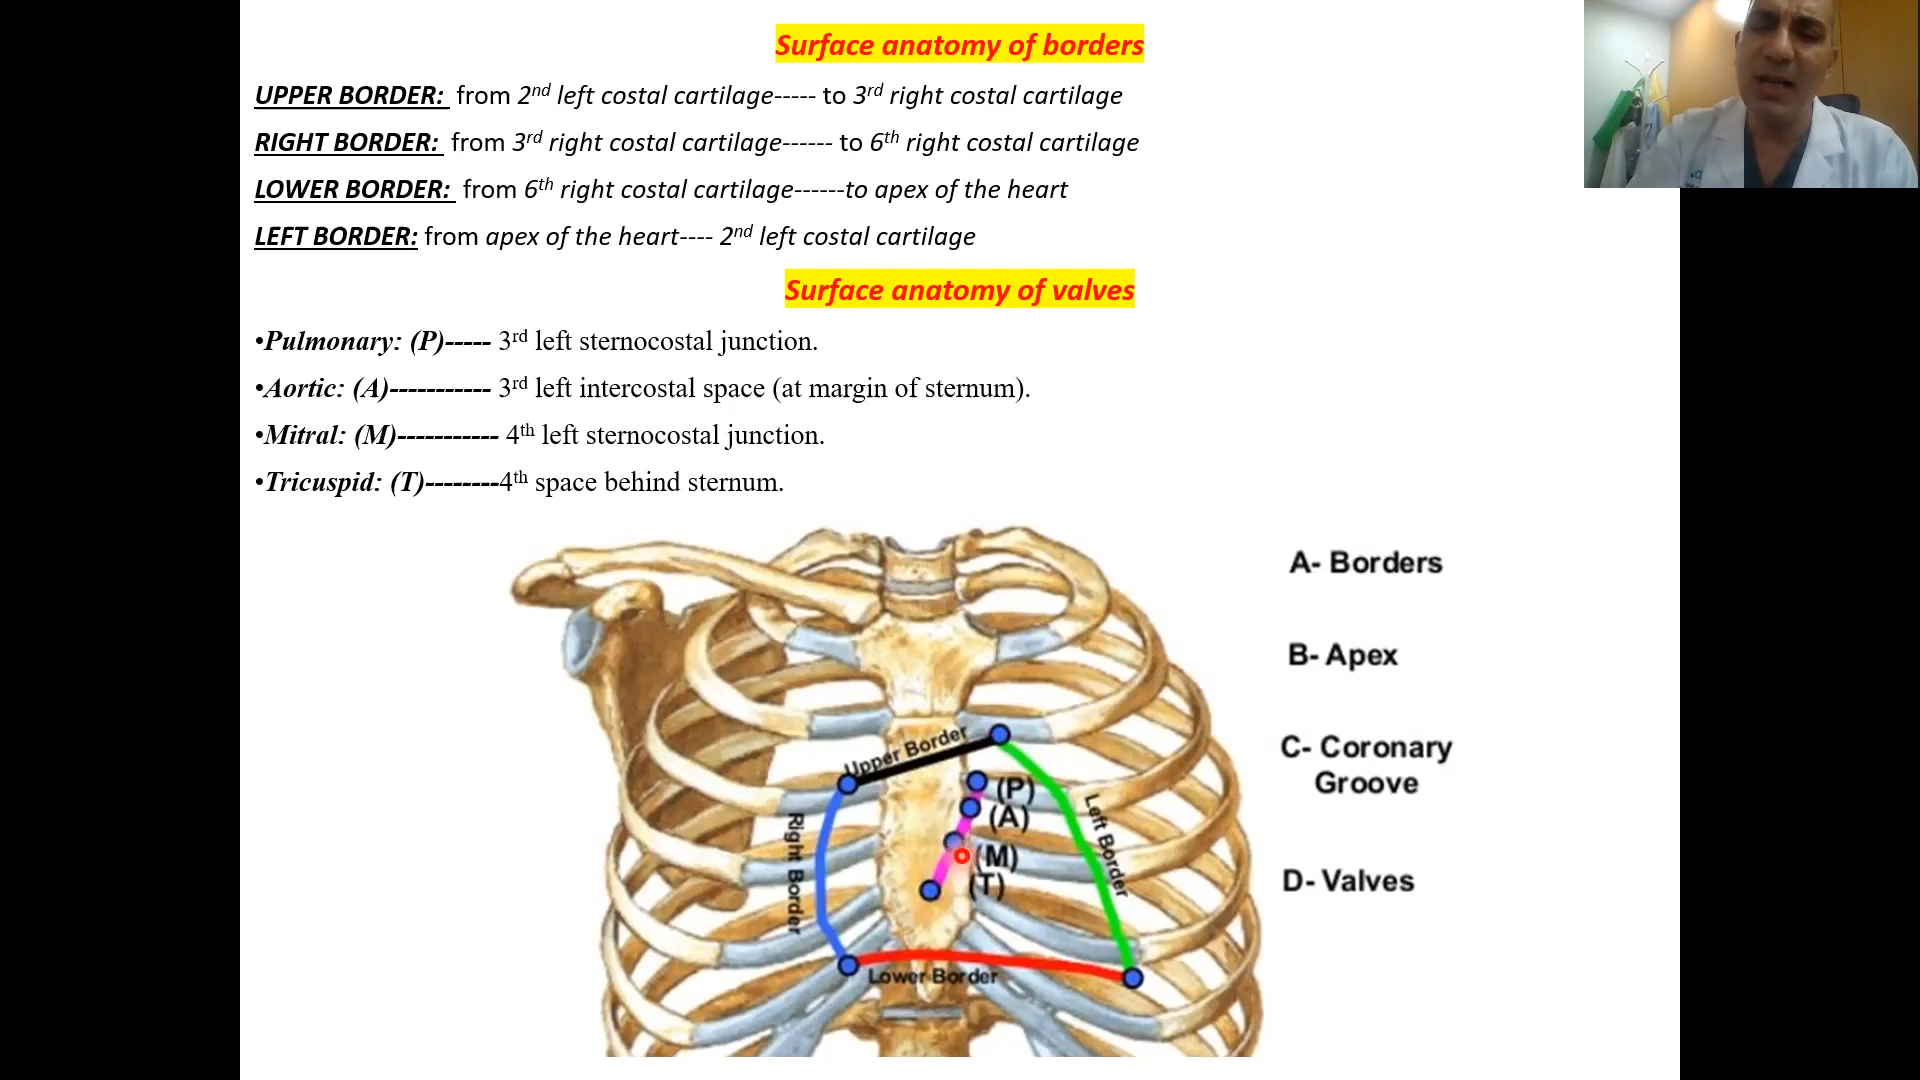 Surface anatomy of borders
UPPER BORDER: from 2nd left costal cartilage----- to 3rd right costal cartilage
RIGHT BORDER: from 3rd right costal cartilage------ to 6th right costal cartilage
LOWER BORDER: from 6th right costal cartilage------to apex of the heart
LEFT BORDER: from apex of the heart---- 2nd left costal cartilage
Surface anatomy of valves
•Pulmonary: (P)----- 3rd left sternocostal junction.
•Aortic: (A)----------- 3rd left intercostal space (at margin of sternum).
•Mitral: (M)----------- 4th left sternocostal junction.
•Tricuspid: (T)--------4th space behind sternum.
A- Borders
B- Apex
C- Coronary
Groove
D- Valves
Upper Border
(P)
(A)
(M)
(T)
Right Border
Left Border
Lower Border